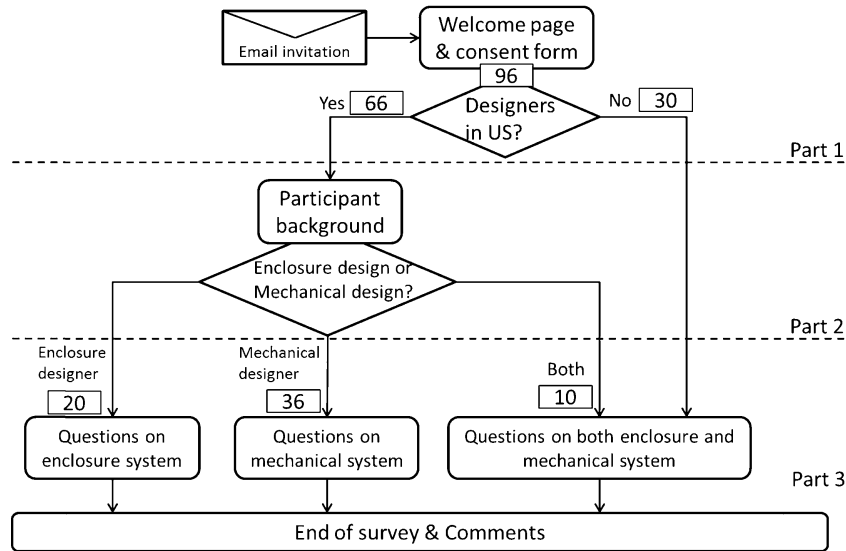 Email invitation
Welcome page
& consent form
96
Yes 66
Designers
in US?
No 30
Part 1
Participant
background
Enclosure design or
Mechanical design?
Part 2
Enclosure
designer
20
Mechanical
designer
36
Both
10
Questions on
enclosure system
Questions on
mechanical system
Questions on both enclosure and
mechanical system
Part 3
End of survey & Comments